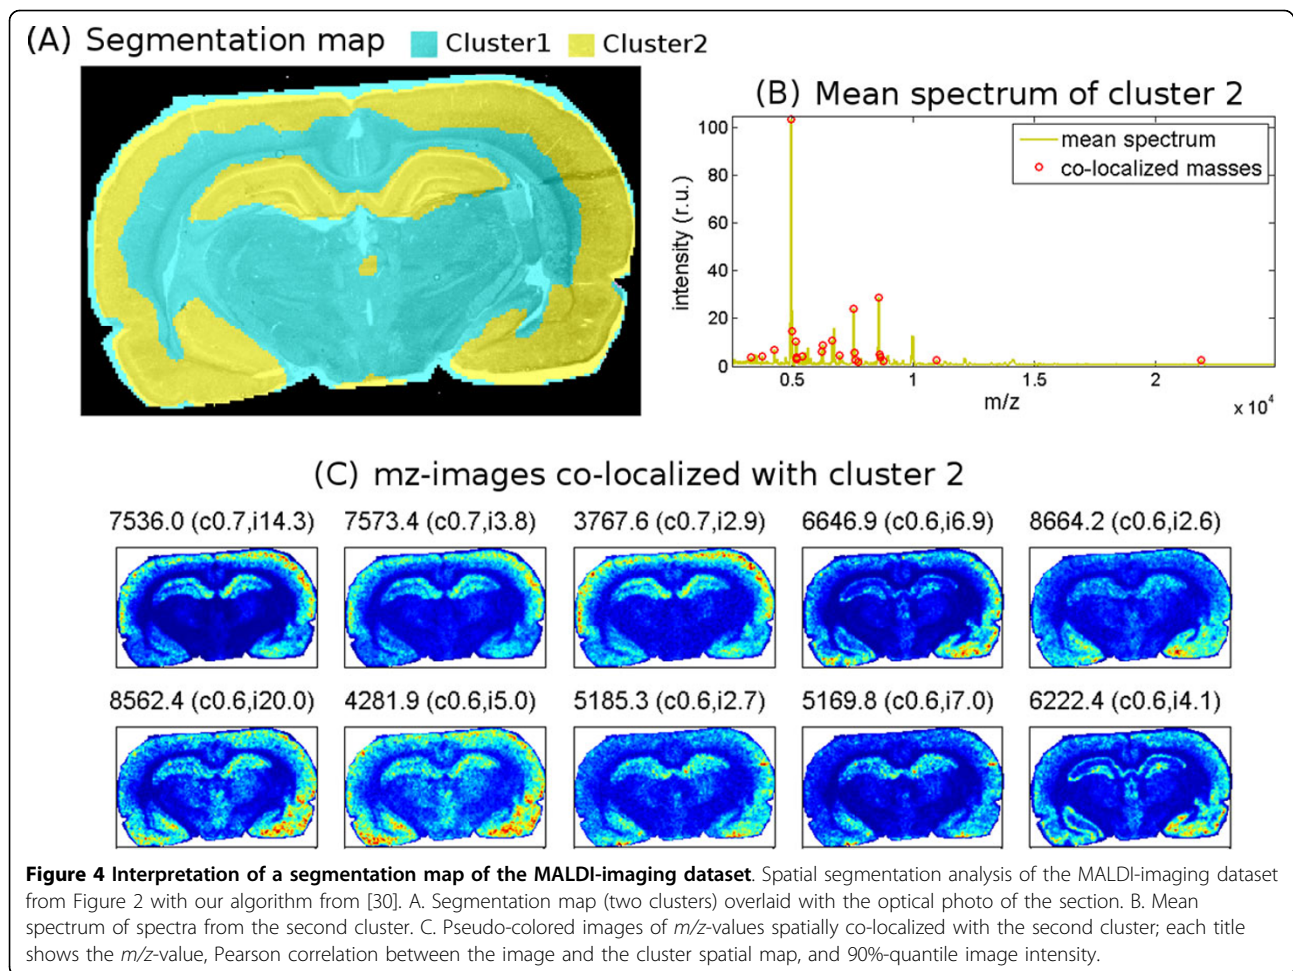 (A) Segmentation map Cluster1 Cluster2
(B) Mean spectrum of cluster 2
mean spectrum
co-localized masses
100
80
60
40
20
0
intensity (r.u.)
0.5 1 1.5 2
m/z
x 10^4
(C) mz-images co-localized with cluster 2
7536.0 (c0.7,i14.3) 7573.4 (c0.7,i3.8) 3767.6 (c0.7,i2.9) 6646.9 (c0.6,i6.9) 8664.2 (c0.6,i2.6)
8562.4 (c0.6,i20.0) 4281.9 (c0.6,i5.0) 5185.3 (c0.6,i2.7) 5169.8 (c0.6,i7.0) 6222.4 (c0.6,i4.1)
Figure 4 Interpretation of a segmentation map of the MALDI-imaging dataset. Spatial segmentation analysis of the MALDI-imaging dataset
from Figure 2 with our algorithm from [30]. A. Segmentation map (two clusters) overlaid with the optical photo of the section. B. Mean
spectrum of spectra from the second cluster. C. Pseudo-colored images of m/z-values spatially co-localized with the second cluster; each title
shows the m/z-value, Pearson correlation between the image and the cluster spatial map, and 90%-quantile image intensity.